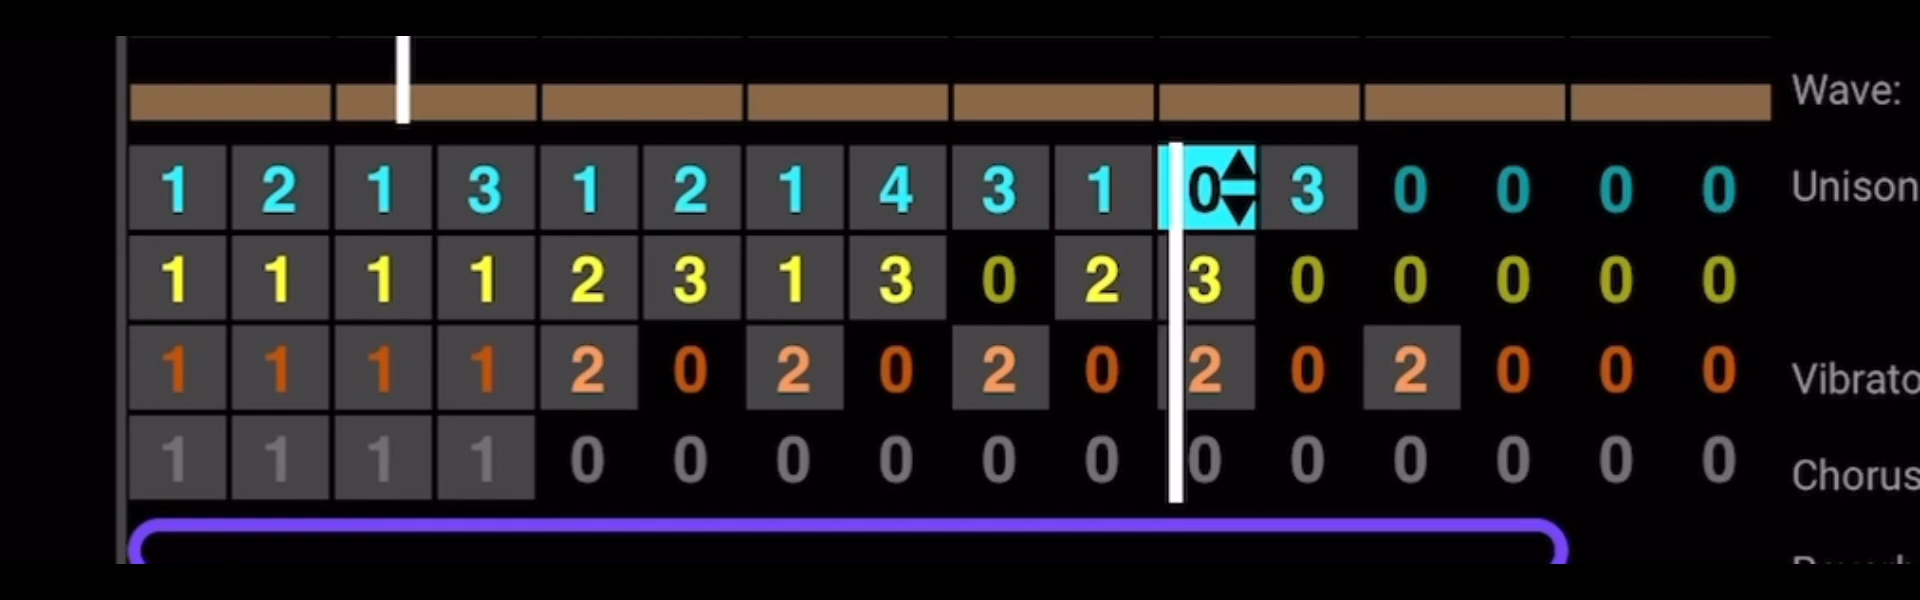 Wave:
1 2 1 3 1 2 1 4 3 1 0 3 0 0 0 0 Unison
1 1 1 1 2 3 1 3 0 2 3 0 0 0 0 0
1 1 1 1 2 0 2 0 2 0 2 0 2 0 0 0 Vibrato
1 1 1 1 0 0 0 0 0 0 0 0 0 0 0 0 Chorus